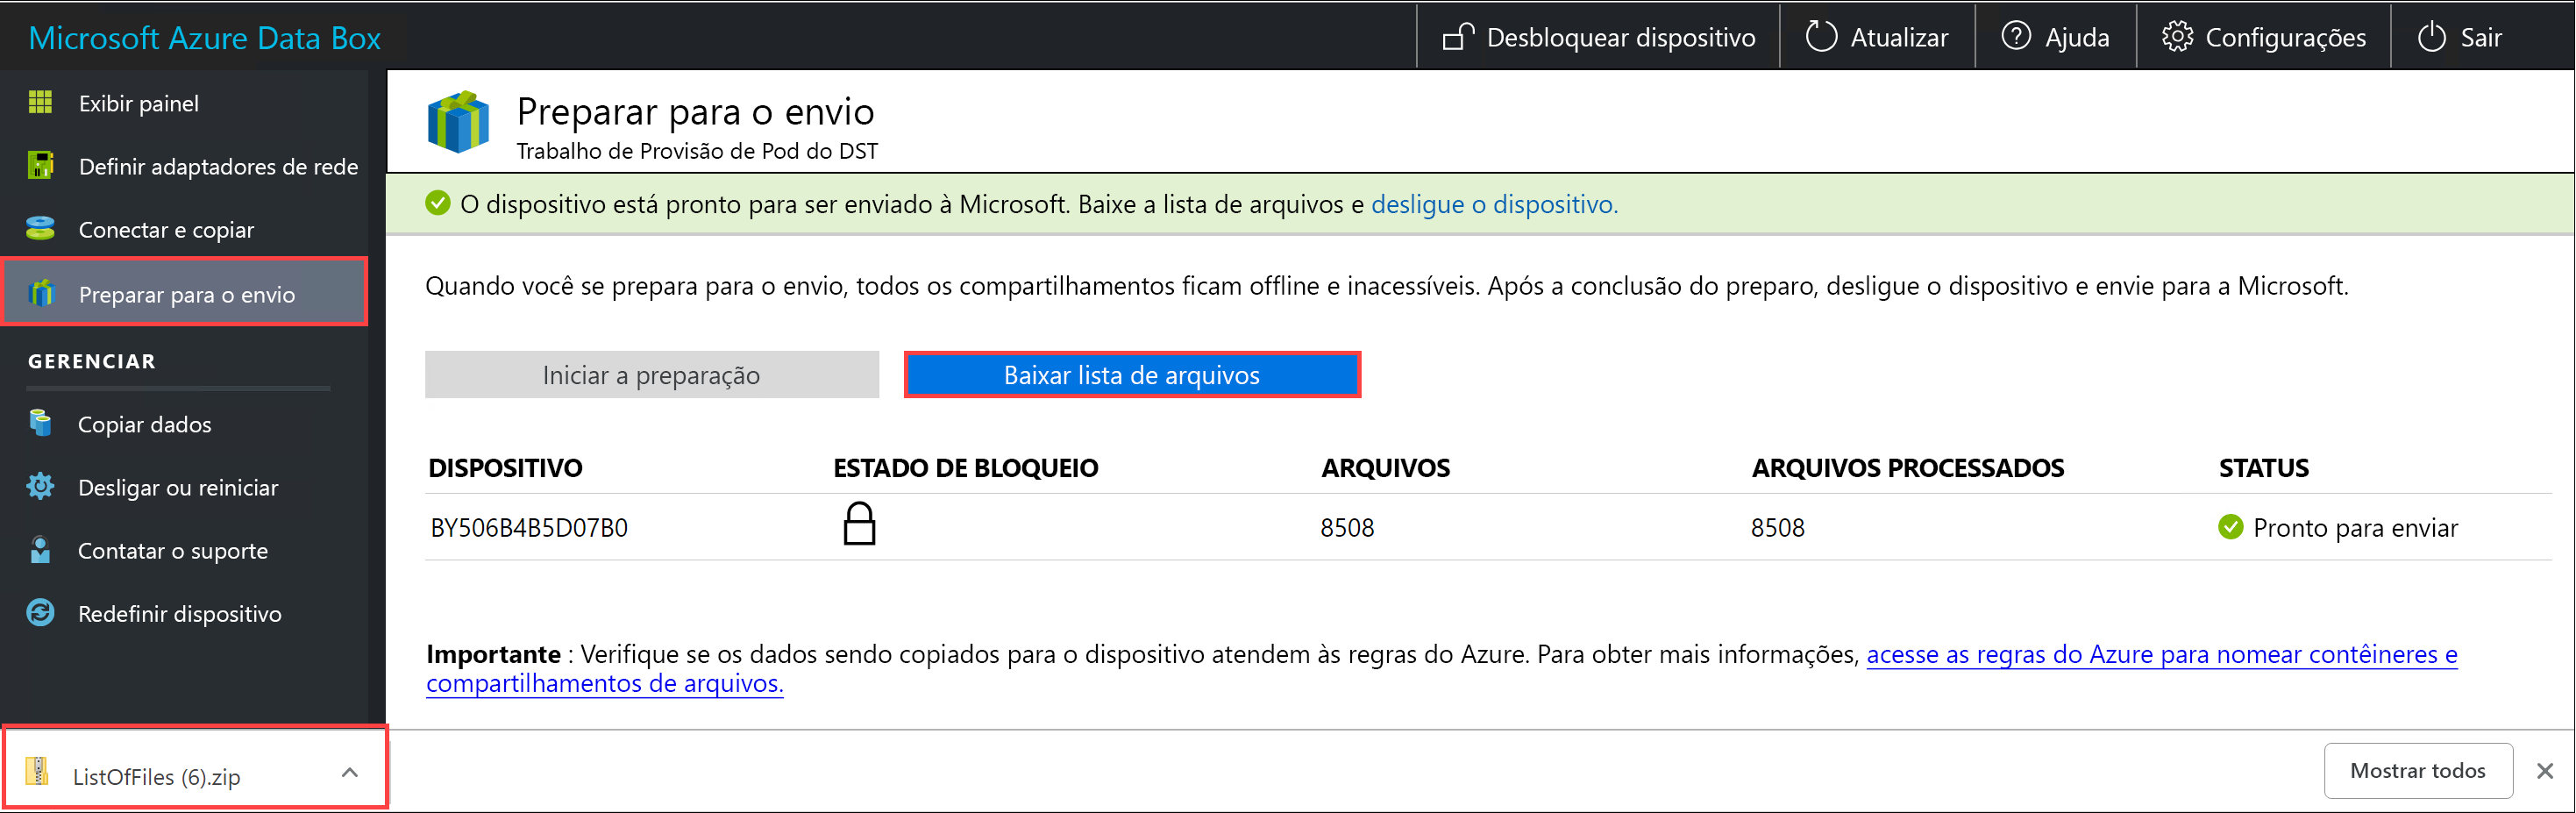 Microsoft Azure Data Box
Desbloquear dispositivo
Atualizar
Ajuda
Configurações
Sair
Exibir painel
Definir adaptadores de rede
Conectar e copiar
Preparar para o envio
GERENCIAR
Copiar dados
Desligar ou reiniciar
Contatar o suporte
Redefinir dispositivo
Preparar para o envio
Trabalho de Provisão de Pod do DST
O dispositivo está pronto para ser enviado à Microsoft. Baixe a lista de arquivos e desligue o dispositivo.
Quando você se prepara para o envio, todos os compartilhamentos ficam offline e inacessíveis. Após a conclusão do preparo, desligue o dispositivo e envie para a Microsoft.
Iniciar a preparação
Baixar lista de arquivos
DISPOSITIVO ESTADO DE BLOQUEIO ARQUIVOS ARQUIVOS PROCESSADOS STATUS
BY506B4B5D07B0 8508 8508 Pronto para enviar
Importante : Verifique se os dados sendo copiados para o dispositivo atendem às regras do Azure. Para obter mais informações, acesse as regras do Azure para nomear contêineres e
compartilhamentos de arquivos.
ListOfFiles (6).zip
Mostrar todos